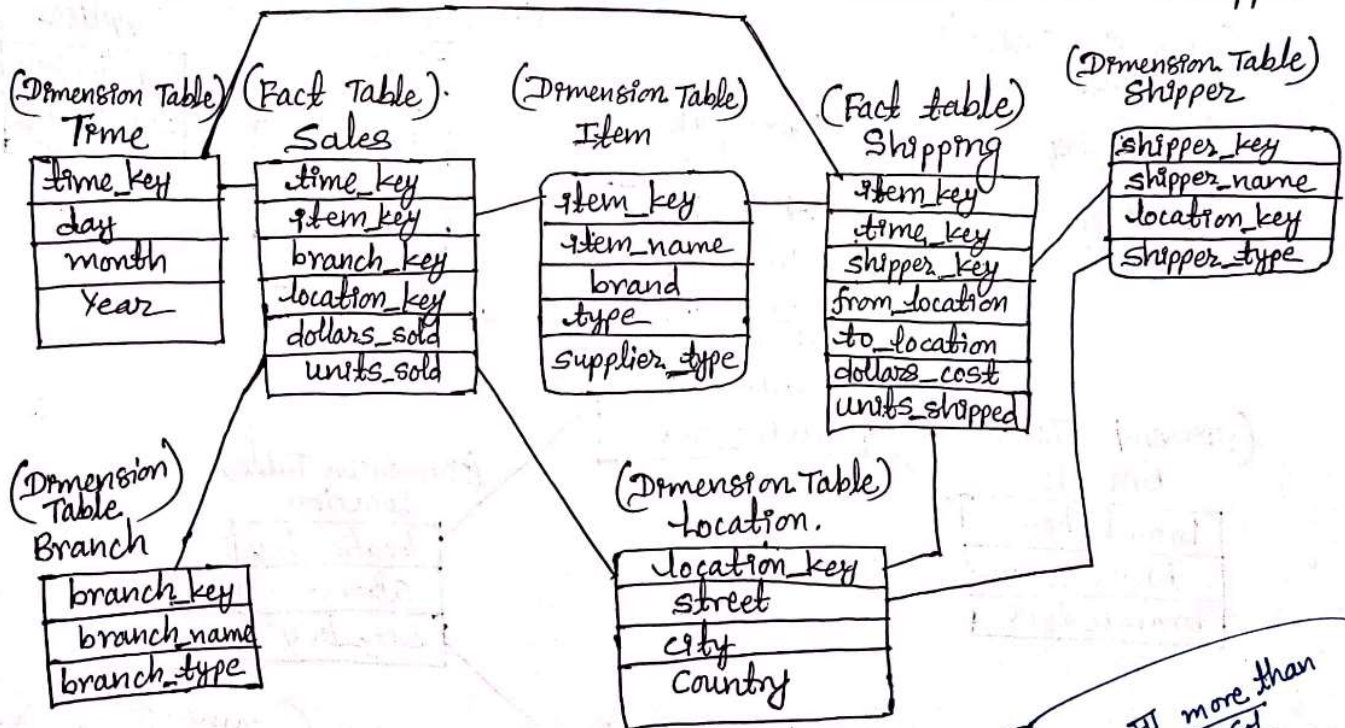 (Dimension Table)
Time
time_key
day
month
Year
(Fact Table).
Sales
time_key
item_key
branch_key
location_key
dollars_sold
units_sold
(Dimension Table)
Item
item_key
item_name
brand
type
supplier_type
(Fact table)
Shipping
item_key
time_key
shipper_key
from_location
to_location
dollars_cost
units_shipped
(Dimension Table)
Shipper
shipper_key
shipper_name
location_key
shipper_type
(Dimension
Table)
Branch
branch_key
branch_name
branch_type
(Dimension Table)
Location.
location_key
street
city
Country
more than